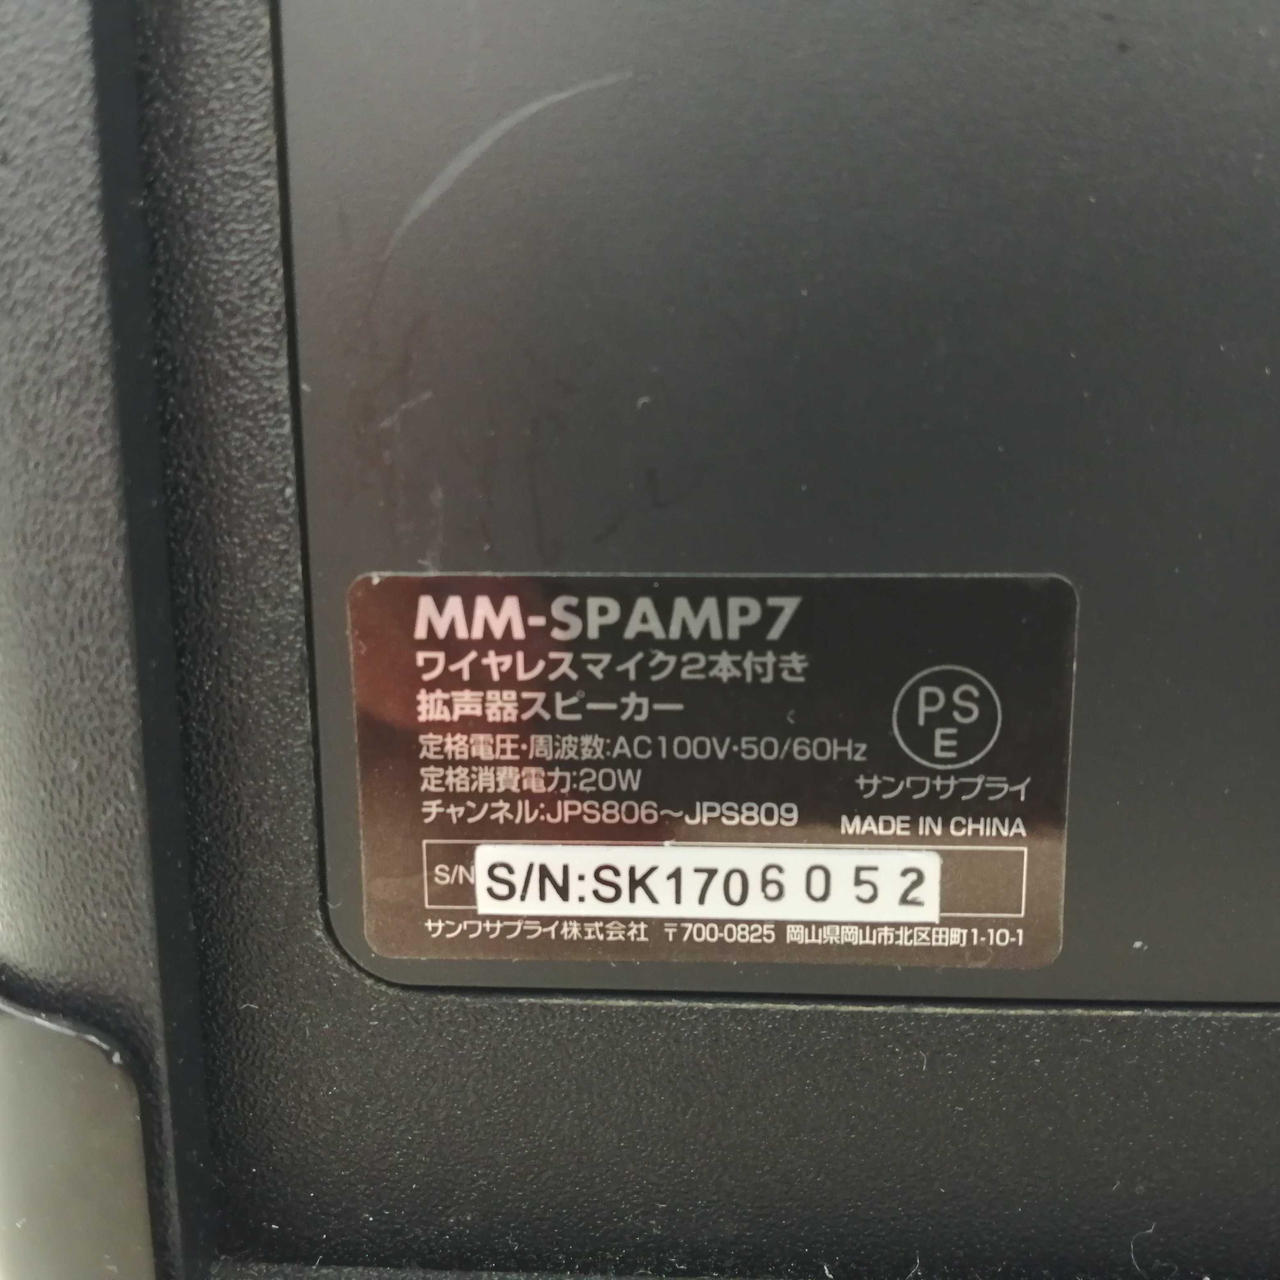 MM-SPAMP7
ワイヤレスマイク2本付き
拡声器スピーカー
定格電圧・周波数:AC100V・50/60Hz
定格消費電力:20W
チャンネル:JPS806～JPS809
PS
E
サンワサプライ
MADE IN CHINA
S/N
S/N:SK1706052
サンワサプライ株式会社 〒700-0825 岡山県岡山市北区田町1-10-1